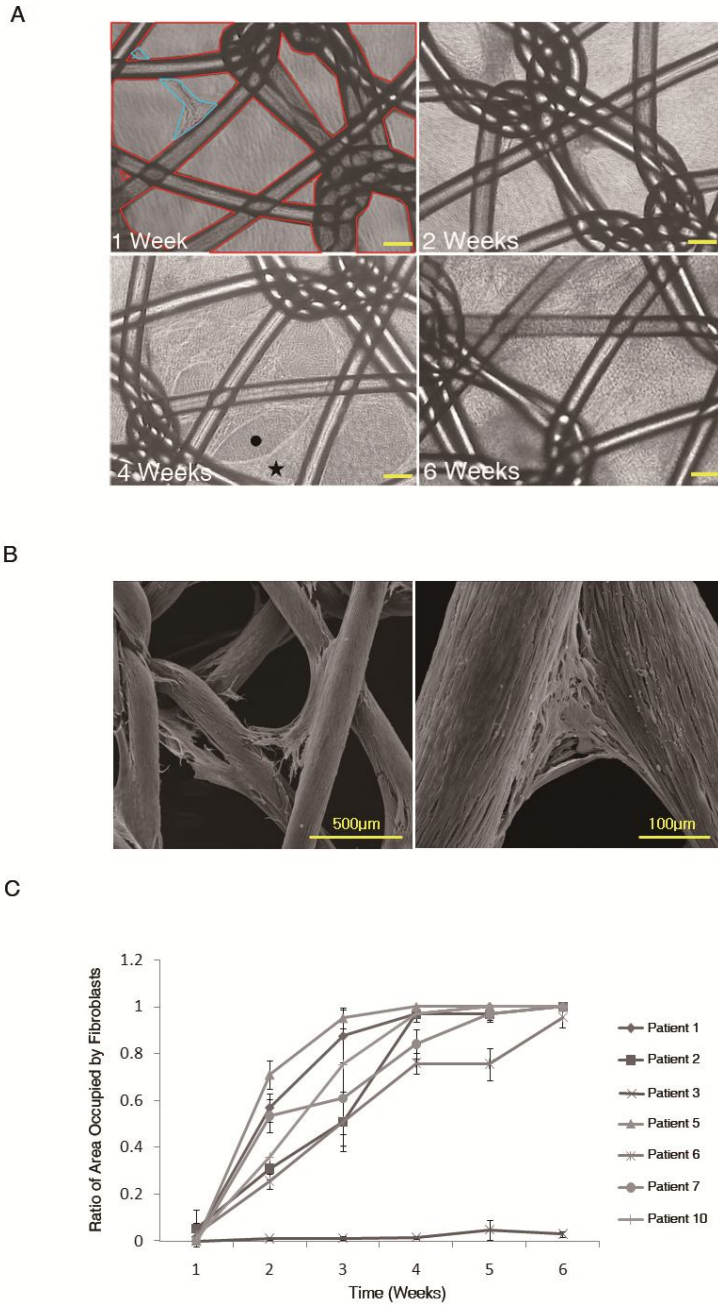 A
1 Week
2 Weeks
4 Weeks
6 Weeks
B
500µm
100µm
C
1.2
1
0.8
0.6
0.4
0.2
0
1 2 3 4 5 6
Ratio of Area Occupied by Fibroblasts
Time (Weeks)
Patient 1
Patient 2
Patient 3
Patient 5
Patient 6
Patient 7
Patient 10